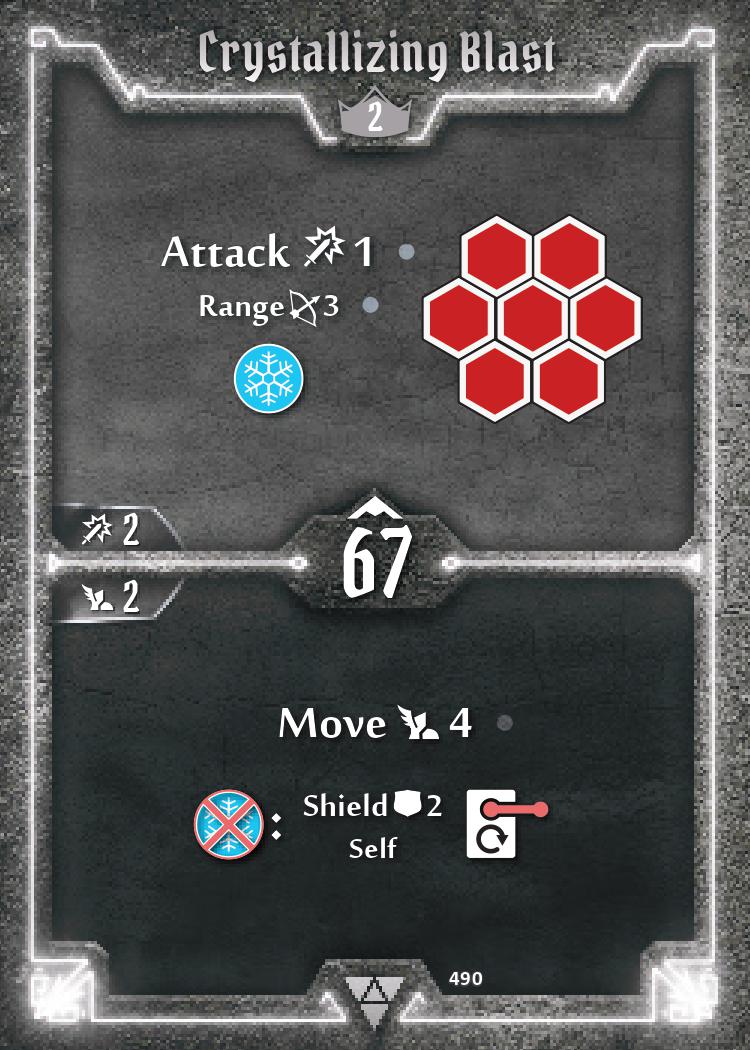 Crystallizing Blast
2
Attack 1
Range 3
2
67
2
Move 4
: Shield 2
Self
490